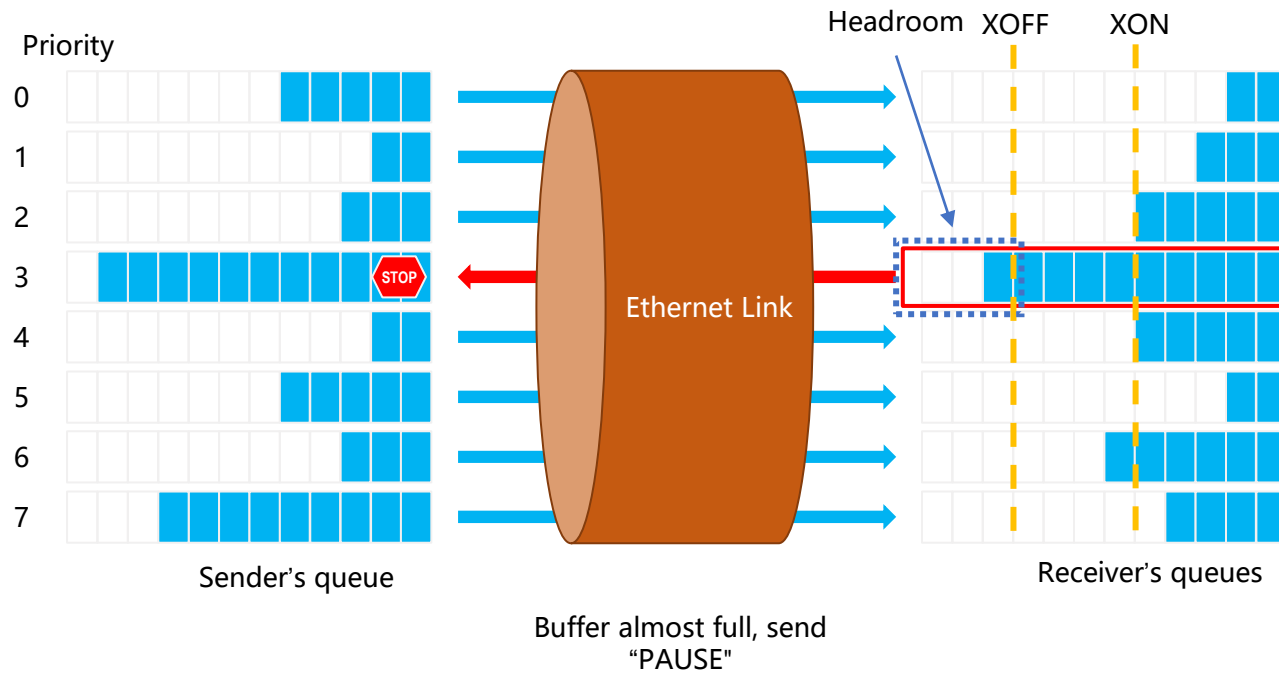 Headroom XOFF XON
Priority
0
1
2
3
STOP
Ethernet Link
4
5
6
7
Sender’s queue
Receiver’s queues
Buffer almost full, send
“PAUSE"